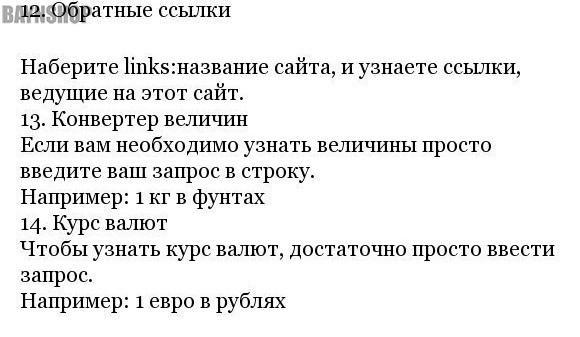 BAYNSHOP
12. Обратные ссылки
Наберите links:название сайта, и узнаете ссылки,
ведущие на этот сайт.
13. Конвертер величин
Если вам необходимо узнать величины просто
введите ваш запрос в строку.
Например: 1 кг в фунтах
14. Курс валют
Чтобы узнать курс валют, достаточно просто ввести
запрос.
Например: 1 евро в рублях